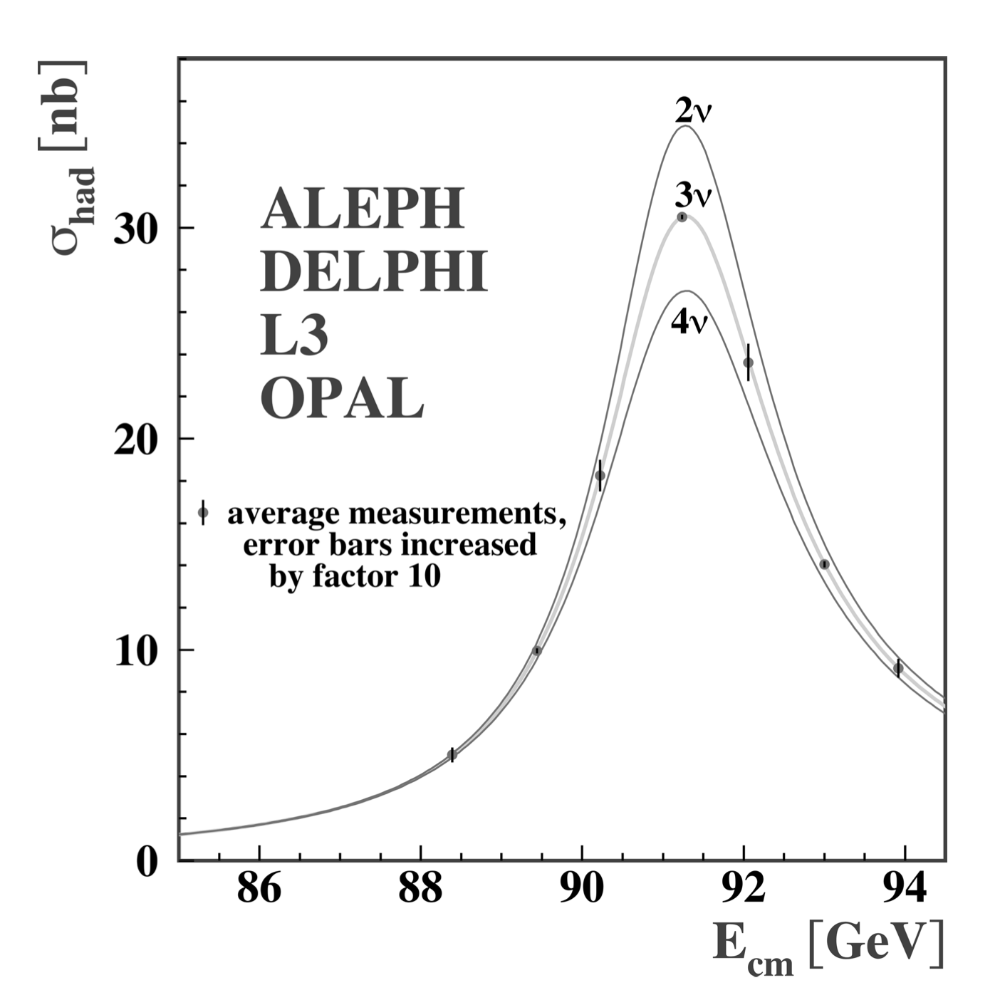 σhad [nb]
2ν
3ν
4ν
ALEPH
DELPHI
L3
OPAL
average measurements,
error bars increased
by factor 10
30
20
10
0
86 88 90 92 94
Ecm [GeV]